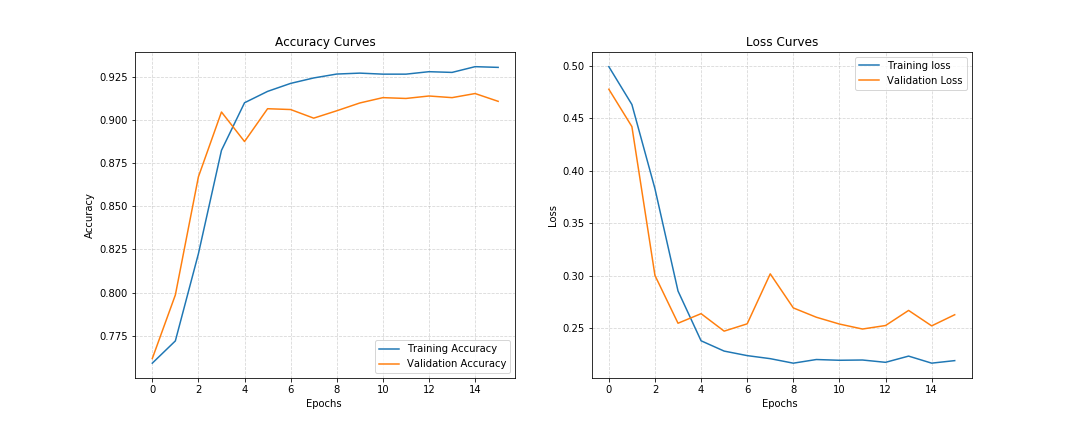 Accuracy Curves
Accuracy
0.925
0.900
0.875
0.850
0.825
0.800
0.775
0 2 4 6 8 10 12 14
Epochs
Training Accuracy
Validation Accuracy
Loss Curves
Loss
0.50
0.45
0.40
0.35
0.30
0.25
0 2 4 6 8 10 12 14
Epochs
Training loss
Validation Loss